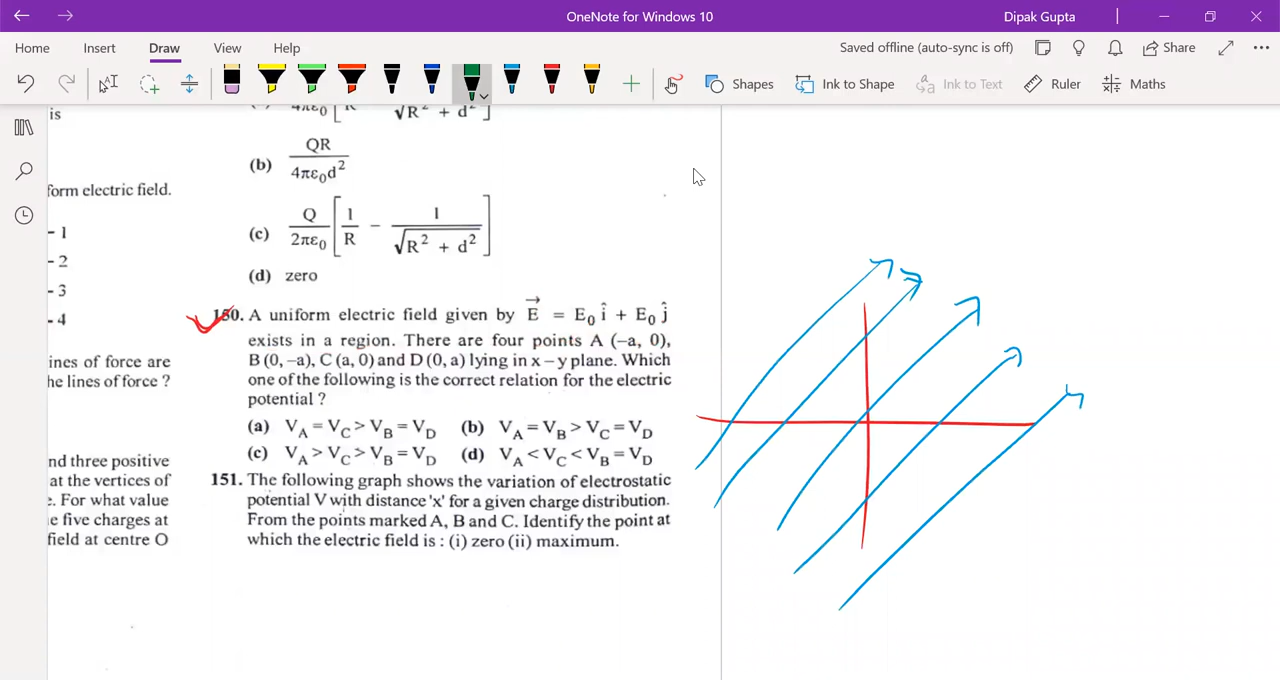 OneNote for Windows 10
Dipak Gupta
Home Insert Draw View Help
Saved offline (auto-sync is off)
Share
Shapes
Ink to Shape
Ink to Text
Ruler
Maths
is
form electric field.
- 1
- 2
- 3
- 4
ines of force are
he lines of force ?
nd three positive
at the vertices of
e. For what value
e five charges at
field at centre O
4πε₀ [ R √R² + d² ]
(b) QR / 4πε₀d²
(c) Q / 2πε₀ [ 1 / R − 1 / √R² + d² ]
(d) zero
150. A uniform electric field given by E⃗ = E₀ î + E₀ ĵ
exists in a region. There are four points A (−a, 0),
B (0, −a), C (a, 0) and D (0, a) lying in x − y plane. Which
one of the following is the correct relation for the electric
potential ?
(a) V_A = V_C > V_B = V_D (b) V_A = V_B > V_C = V_D
(c) V_A > V_C > V_B = V_D (d) V_A < V_C < V_B = V_D
151. The following graph shows the variation of electrostatic
potential V with distance 'x' for a given charge distribution.
From the points marked A, B and C. Identify the point at
which the electric field is : (i) zero (ii) maximum.